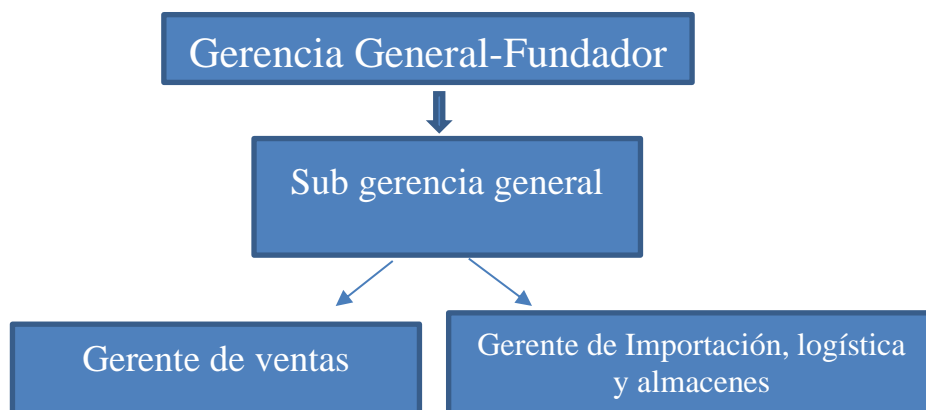 Gerencia General-Fundador
Sub gerencia general
Gerente de ventas
Gerente de Importación, logística
y almacenes